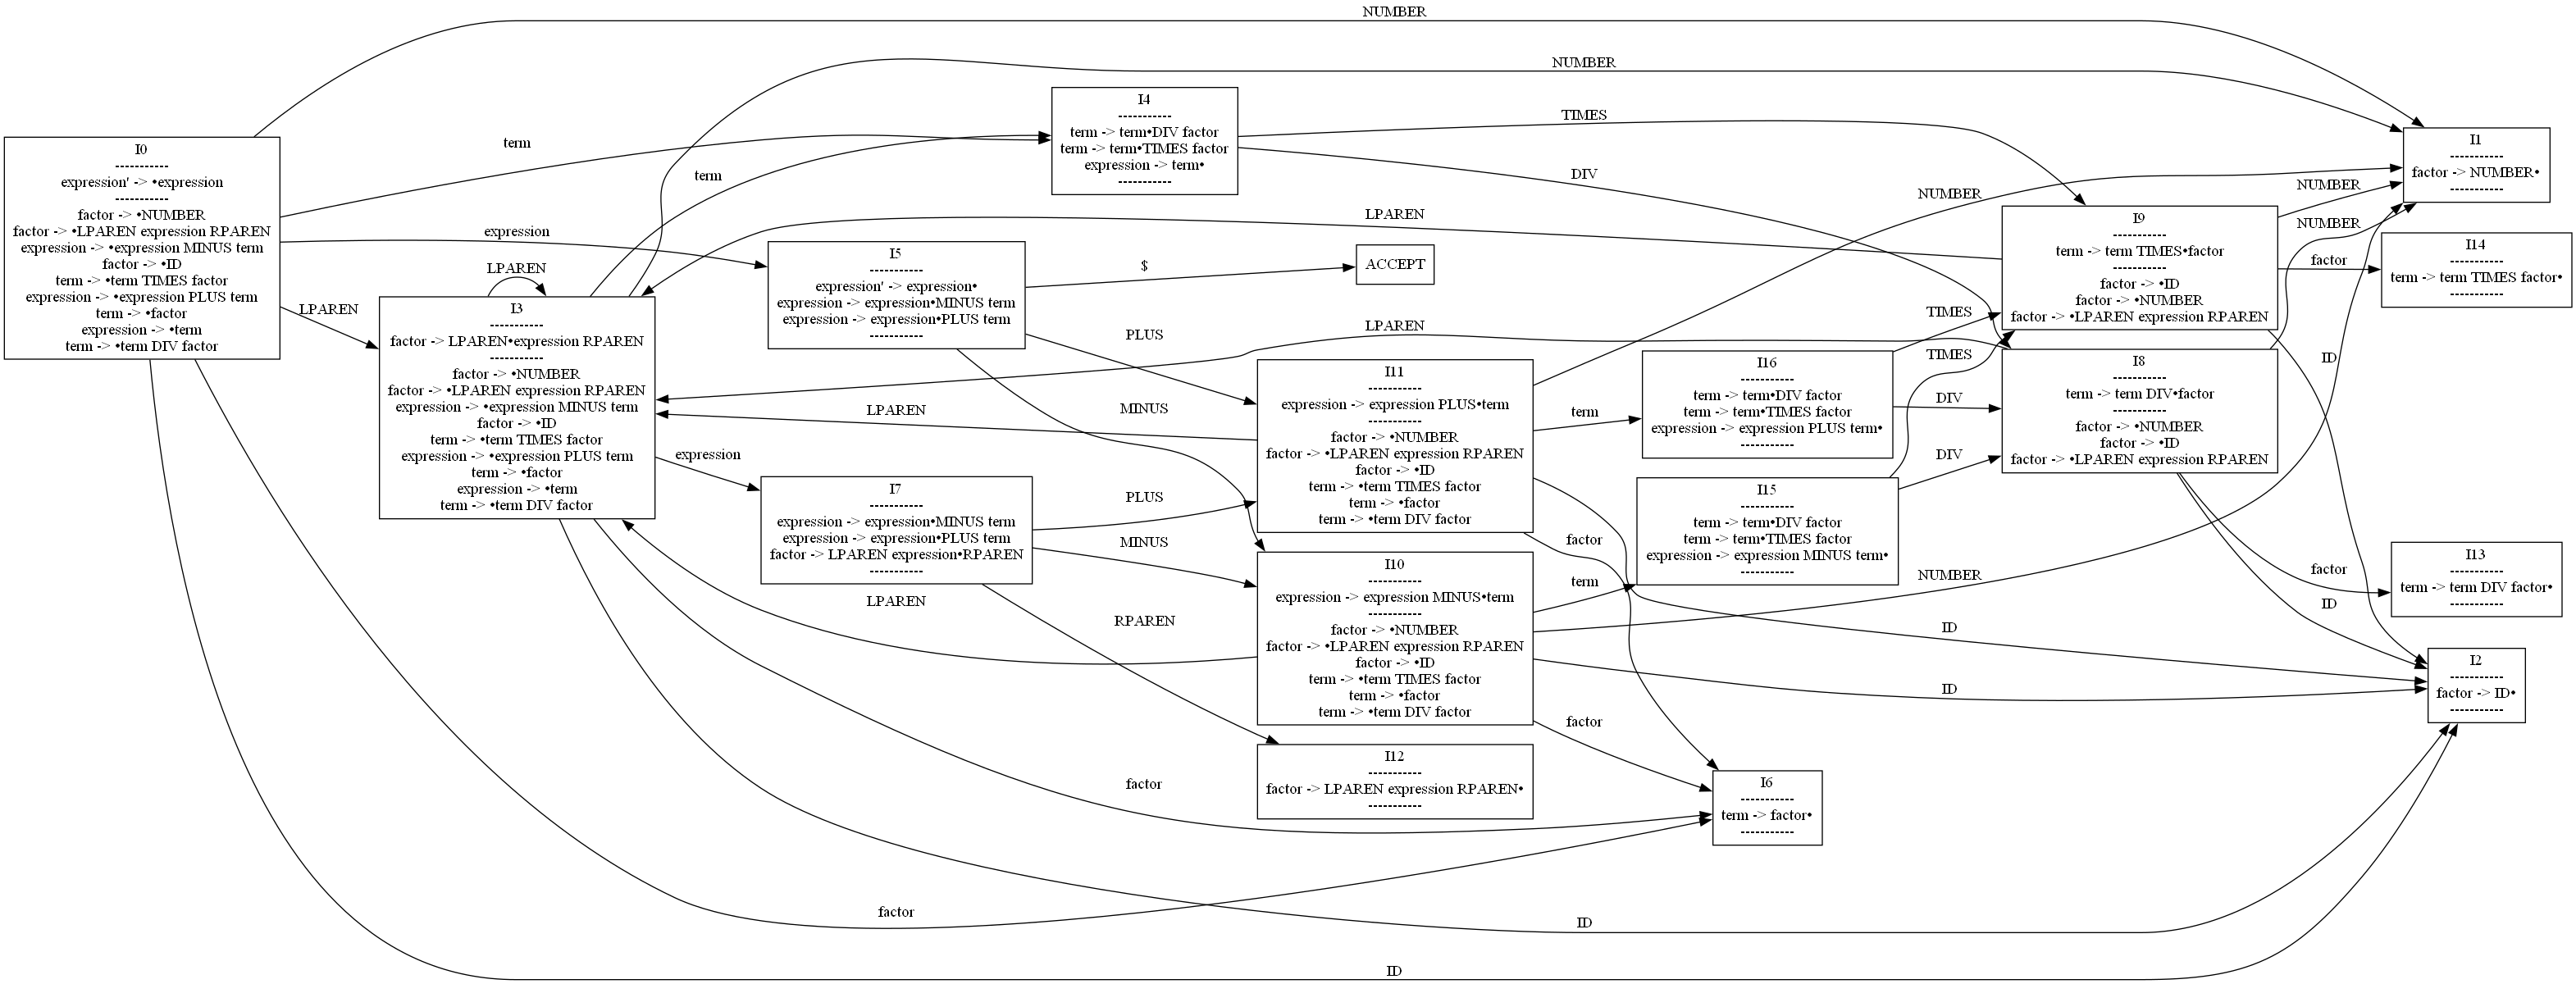 I0
-----------
expression' -> •expression
-----------
factor -> •NUMBER
factor -> •LPAREN expression RPAREN
expression -> •expression MINUS term
factor -> •ID
term -> •term TIMES factor
expression -> •expression PLUS term
term -> •factor
expression -> •term
term -> •term DIV factor
NUMBER
term
expression
LPAREN
factor
ID
I3
-----------
factor -> LPAREN•expression RPAREN
-----------
factor -> •NUMBER
factor -> •LPAREN expression RPAREN
expression -> •expression MINUS term
factor -> •ID
term -> •term TIMES factor
expression -> •expression PLUS term
term -> •factor
expression -> •term
term -> •term DIV factor
LPAREN
NUMBER
term
expression
factor
ID
I4
-----------
term -> term•DIV factor
term -> term•TIMES factor
expression -> term•
-----------
TIMES
DIV
I5
-----------
expression' -> expression•
expression -> expression•MINUS term
expression -> expression•PLUS term
-----------
$
PLUS
MINUS
ACCEPT
I7
-----------
expression -> expression•MINUS term
expression -> expression•PLUS term
factor -> LPAREN expression•RPAREN
-----------
PLUS
MINUS
RPAREN
I11
-----------
expression -> expression PLUS•term
-----------
factor -> •NUMBER
factor -> •LPAREN expression RPAREN
factor -> •ID
term -> •term TIMES factor
term -> •factor
term -> •term DIV factor
NUMBER
LPAREN
term
factor
ID
I10
-----------
expression -> expression MINUS•term
-----------
factor -> •NUMBER
factor -> •LPAREN expression RPAREN
factor -> •ID
term -> •term TIMES factor
term -> •factor
term -> •term DIV factor
LPAREN
term
NUMBER
ID
factor
I12
-----------
factor -> LPAREN expression RPAREN•
-----------
I16
-----------
term -> term•DIV factor
term -> term•TIMES factor
expression -> expression PLUS term•
-----------
TIMES
DIV
I15
-----------
term -> term•DIV factor
term -> term•TIMES factor
expression -> expression MINUS term•
-----------
TIMES
DIV
I6
-----------
term -> factor•
-----------
I9
-----------
term -> term TIMES•factor
-----------
factor -> •ID
factor -> •NUMBER
factor -> •LPAREN expression RPAREN
LPAREN
NUMBER
factor
ID
I8
-----------
term -> term DIV•factor
-----------
factor -> •NUMBER
factor -> •ID
factor -> •LPAREN expression RPAREN
LPAREN
NUMBER
factor
ID
I1
-----------
factor -> NUMBER•
-----------
I14
-----------
term -> term TIMES factor•
-----------
I13
-----------
term -> term DIV factor•
-----------
I2
-----------
factor -> ID•
-----------